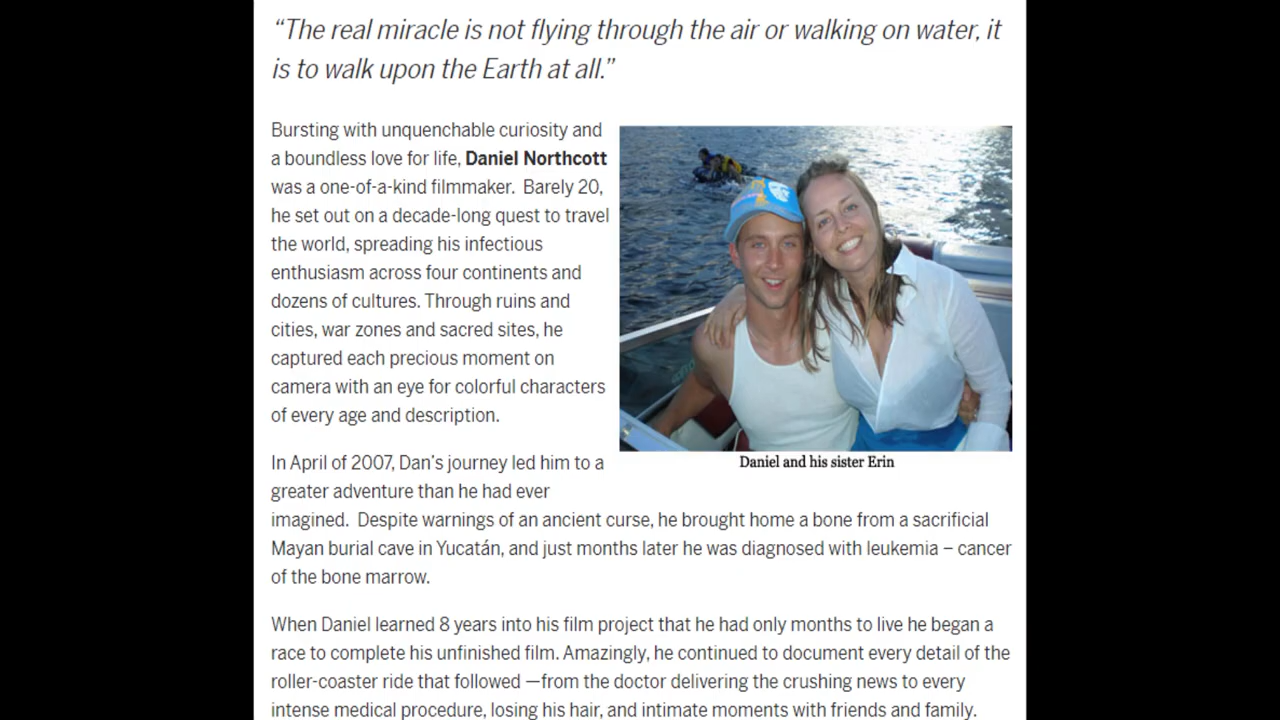 “The real miracle is not flying through the air or walking on water, it
is to walk upon the Earth at all.”
Bursting with unquenchable curiosity and
a boundless love for life, Daniel Northcott
was a one-of-a-kind filmmaker.  Barely 20,
he set out on a decade-long quest to travel
the world, spreading his infectious
enthusiasm across four continents and
dozens of cultures. Through ruins and
cities, war zones and sacred sites, he
captured each precious moment on
camera with an eye for colorful characters
of every age and description.
Daniel and his sister Erin
In April of 2007, Dan’s journey led him to a
greater adventure than he had ever
imagined.  Despite warnings of an ancient curse, he brought home a bone from a sacrificial
Mayan burial cave in Yucatán, and just months later he was diagnosed with leukemia – cancer
of the bone marrow.
When Daniel learned 8 years into his film project that he had only months to live he began a
race to complete his unfinished film. Amazingly, he continued to document every detail of the
roller-coaster ride that followed —from the doctor delivering the crushing news to every
intense medical procedure, losing his hair, and intimate moments with friends and family.